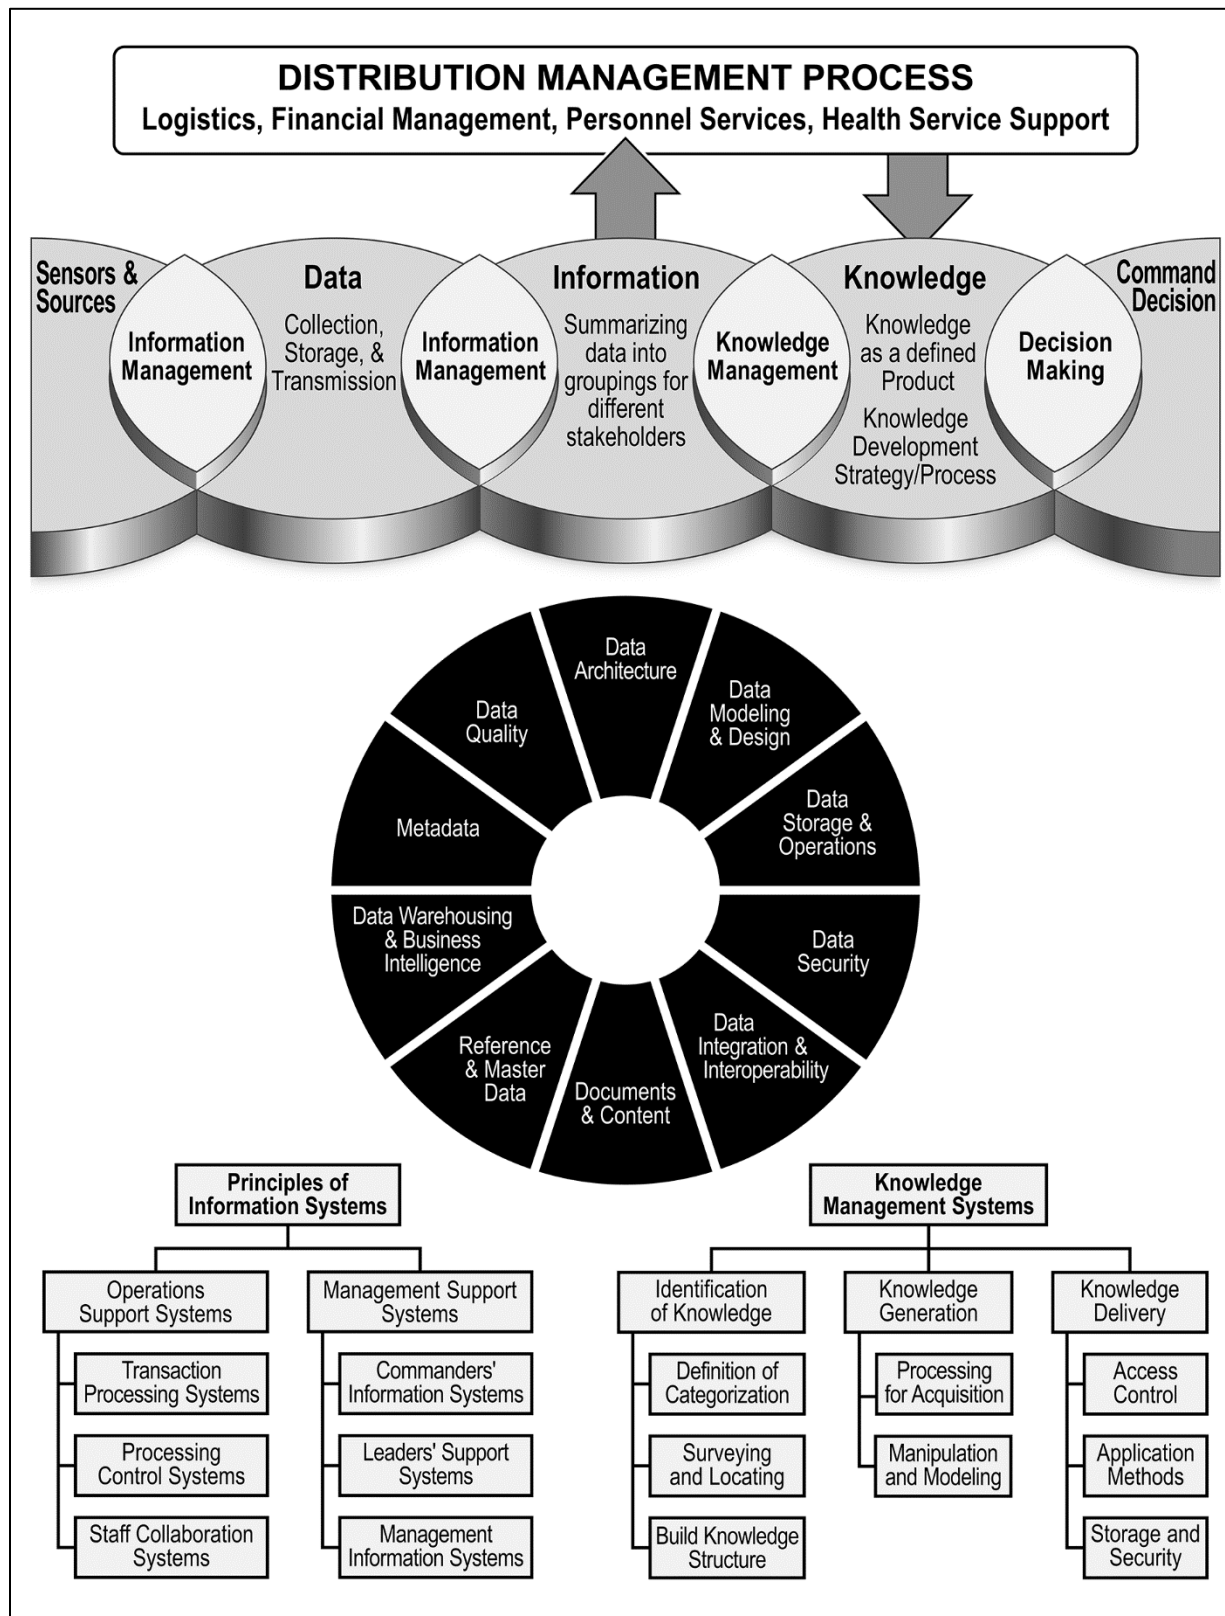 DISTRIBUTION MANAGEMENT PROCESS
Logistics, Financial Management, Personnel Services, Health Service Support
Sensors &
Sources
Information
Management
Data
Collection,
Storage, &
Transmission
Information
Management
Information
Summarizing
data into
groupings for
different
stakeholders
Knowledge
Management
Knowledge
Knowledge
as a defined
Product
Knowledge
Development
Strategy/Process
Decision
Making
Command
Decision
Data
Architecture
Data
Modeling
& Design
Data
Storage &
Operations
Data
Security
Data
Integration &
Interoperability
Documents
& Content
Reference
& Master
Data
Data Warehousing
& Business
Intelligence
Metadata
Data
Quality
Principles of
Information Systems
Operations
Support Systems
Transaction
Processing Systems
Processing
Control Systems
Staff Collaboration
Systems
Management Support
Systems
Commanders'
Information Systems
Leaders' Support
Systems
Management
Information Systems
Knowledge
Management Systems
Identification
of Knowledge
Definition of
Categorization
Surveying
and Locating
Build Knowledge
Structure
Knowledge
Generation
Processing
for Acquisition
Manipulation
and Modeling
Knowledge
Delivery
Access
Control
Application
Methods
Storage and
Security